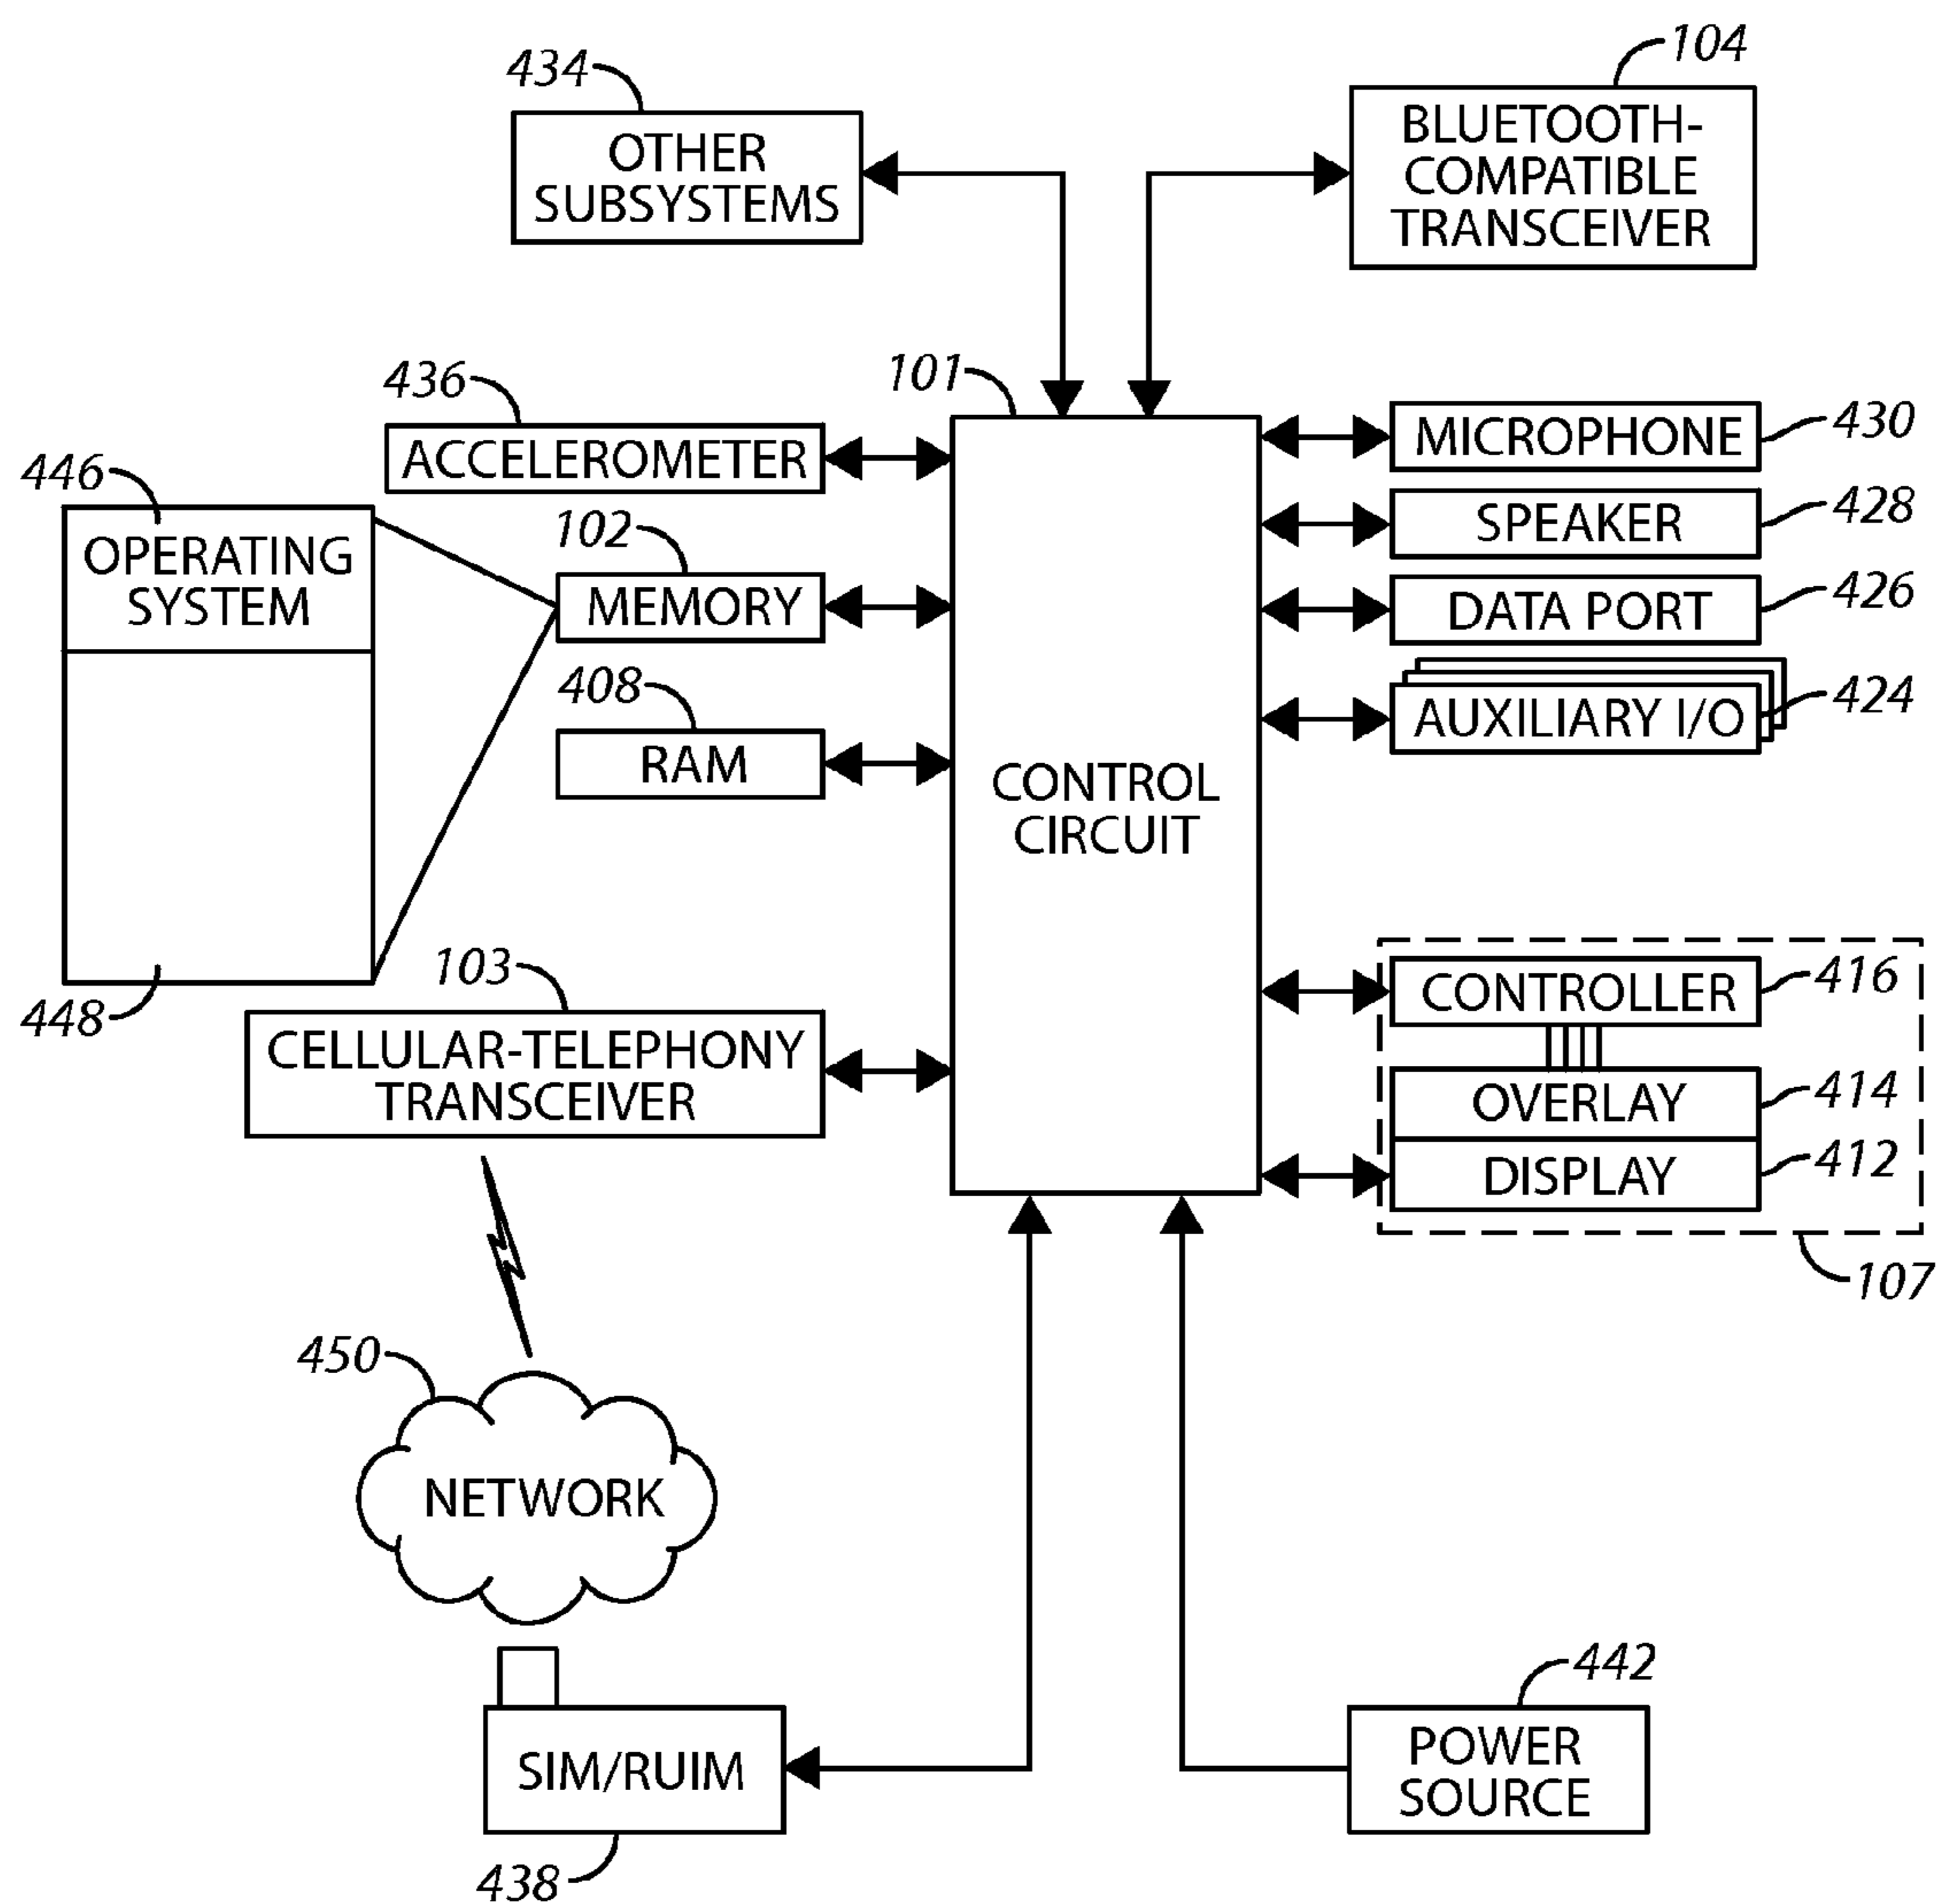 434
OTHER
SUBSYSTEMS
104
BLUETOOTH-
COMPATIBLE
TRANSCEIVER
436
ACCELEROMETER
101
CONTROL
CIRCUIT
446
OPERATING
SYSTEM
448
102
MEMORY
408
RAM
103
CELLULAR-TELEPHONY
TRANSCEIVER
MICROPHONE
430
SPEAKER
428
DATA PORT
426
AUXILIARY I/O
424
CONTROLLER
416
OVERLAY
414
DISPLAY
412
107
450
NETWORK
SIM/RUIM
438
442
POWER
SOURCE